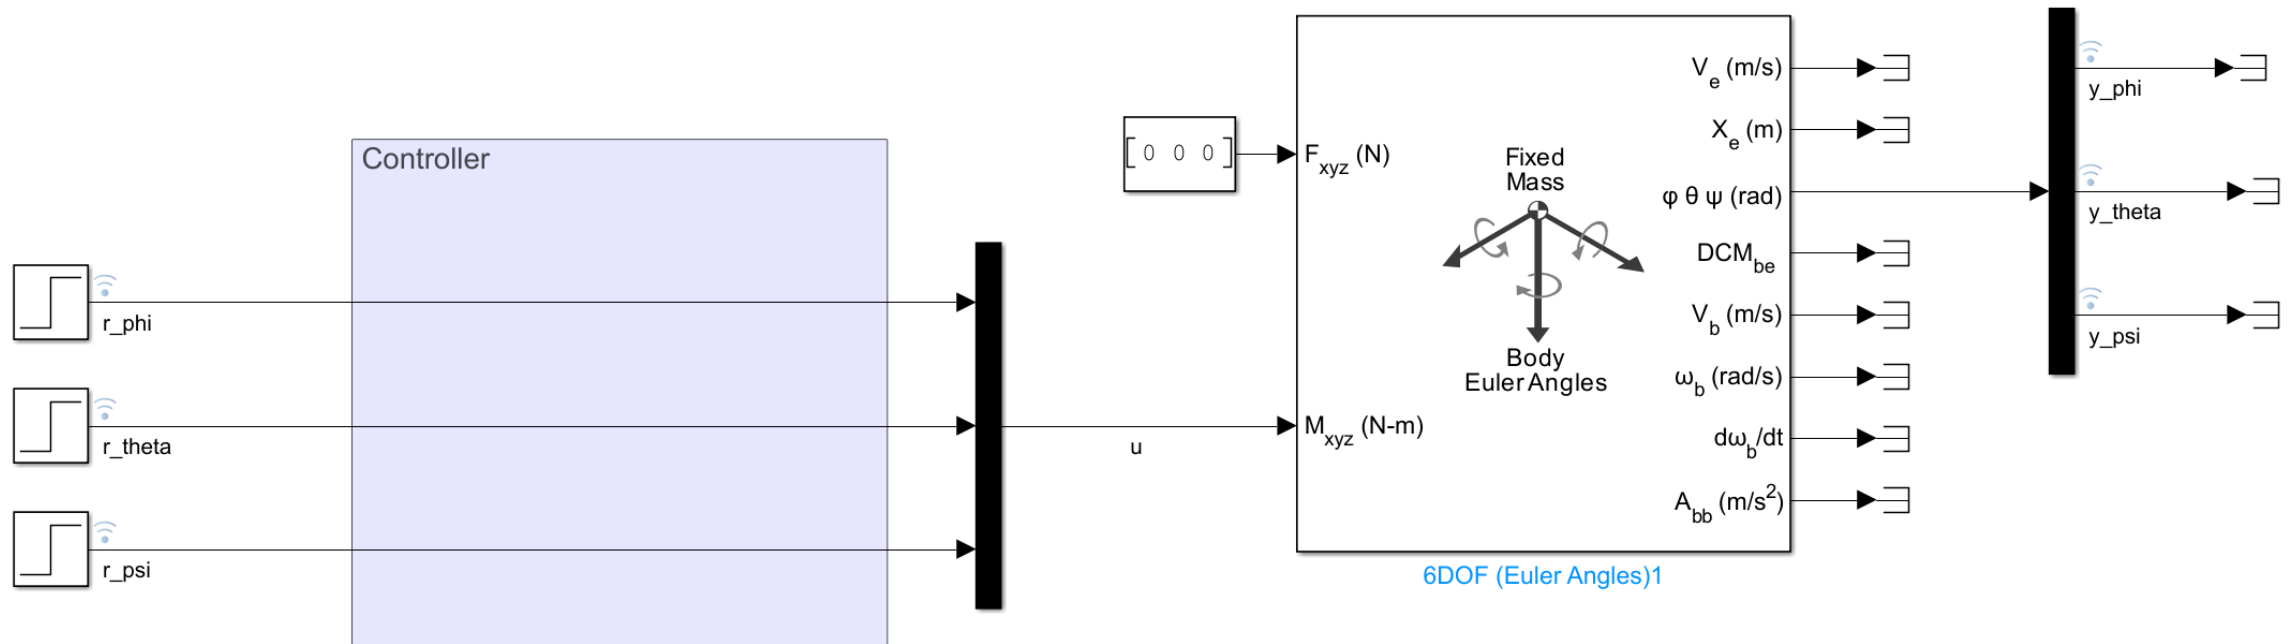 Controller
r_phi
r_theta
r_psi
u
[0 0 0]
F_xyz (N)
M_xyz (N-m)
Fixed
Mass
Body
Euler Angles
V_e (m/s)
X_e (m)
φ θ ψ (rad)
DCM_be
V_b (m/s)
ω_b (rad/s)
dω_b/dt
A_bb (m/s²)
6DOF (Euler Angles)1
y_phi
y_theta
y_psi